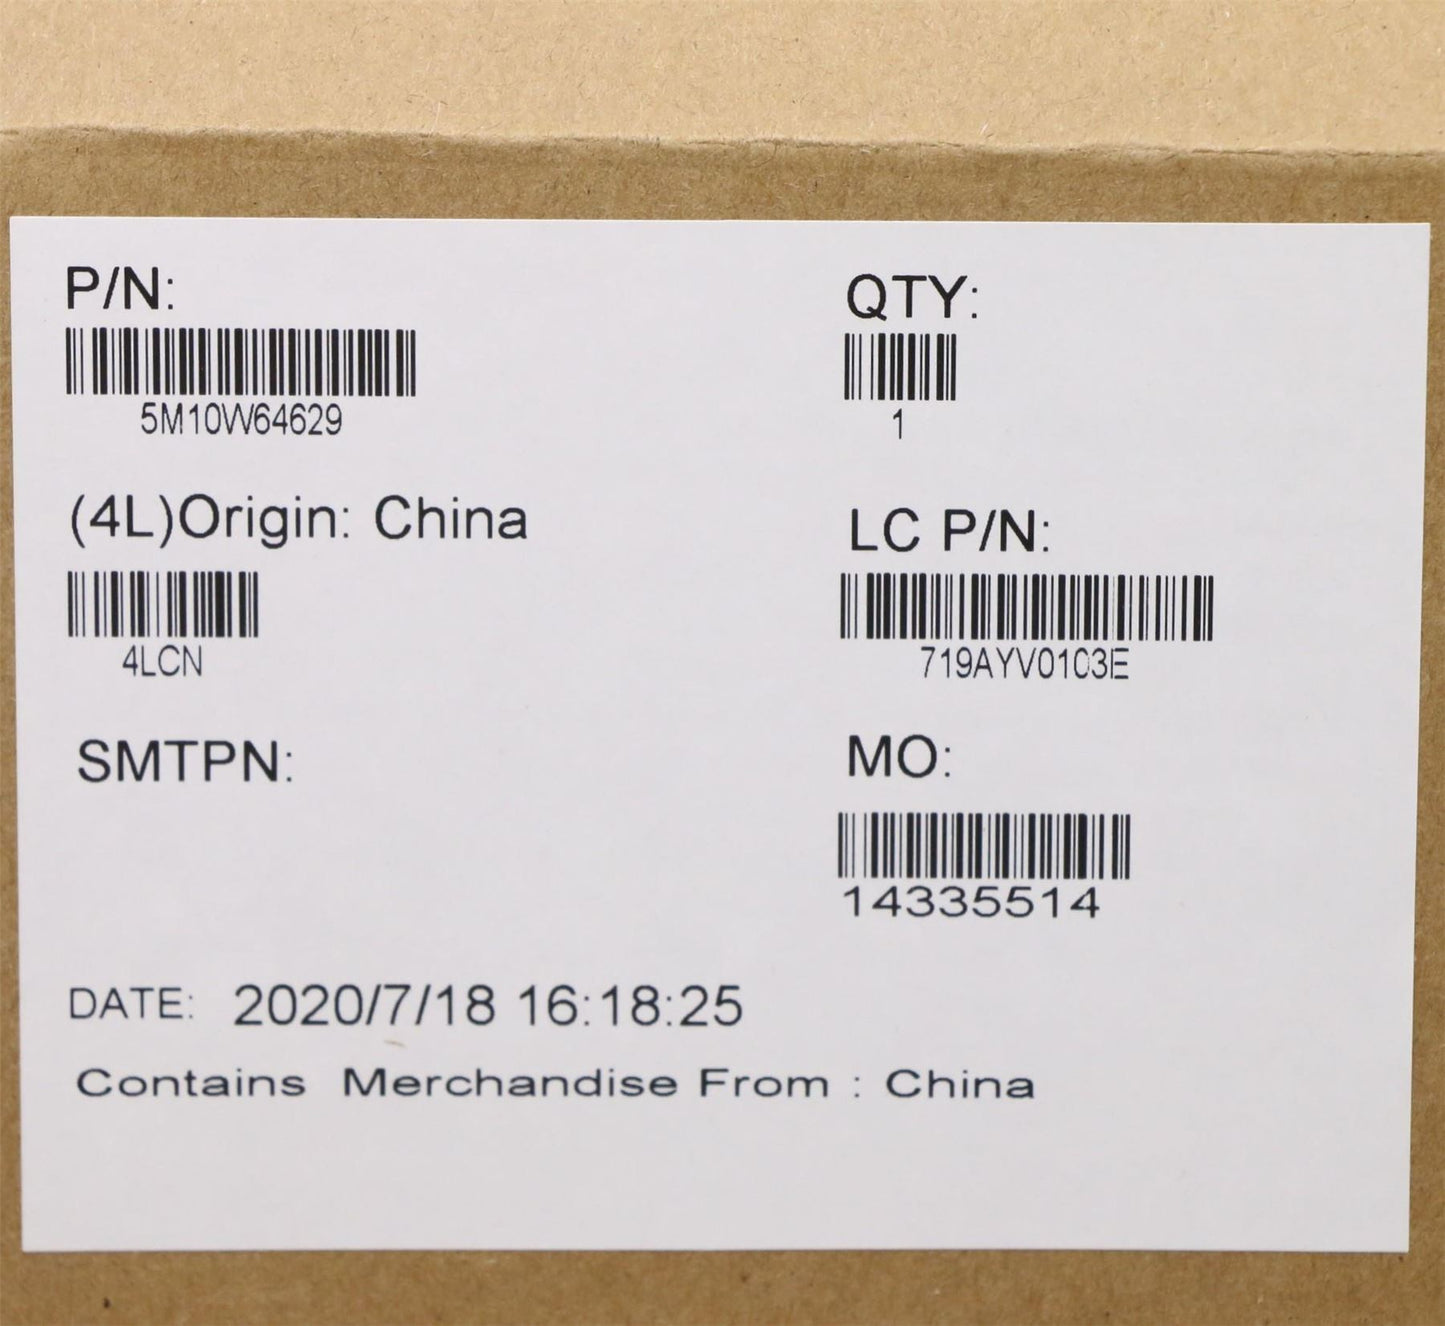 P/N:
5M10W64629
QTY:
1
(4L)Origin: China
4LCN
LC P/N:
719AYV0103E
SMTPN:
MO:
14335514
DATE: 2020/7/18 16:18:25
Contains Merchandise From : China